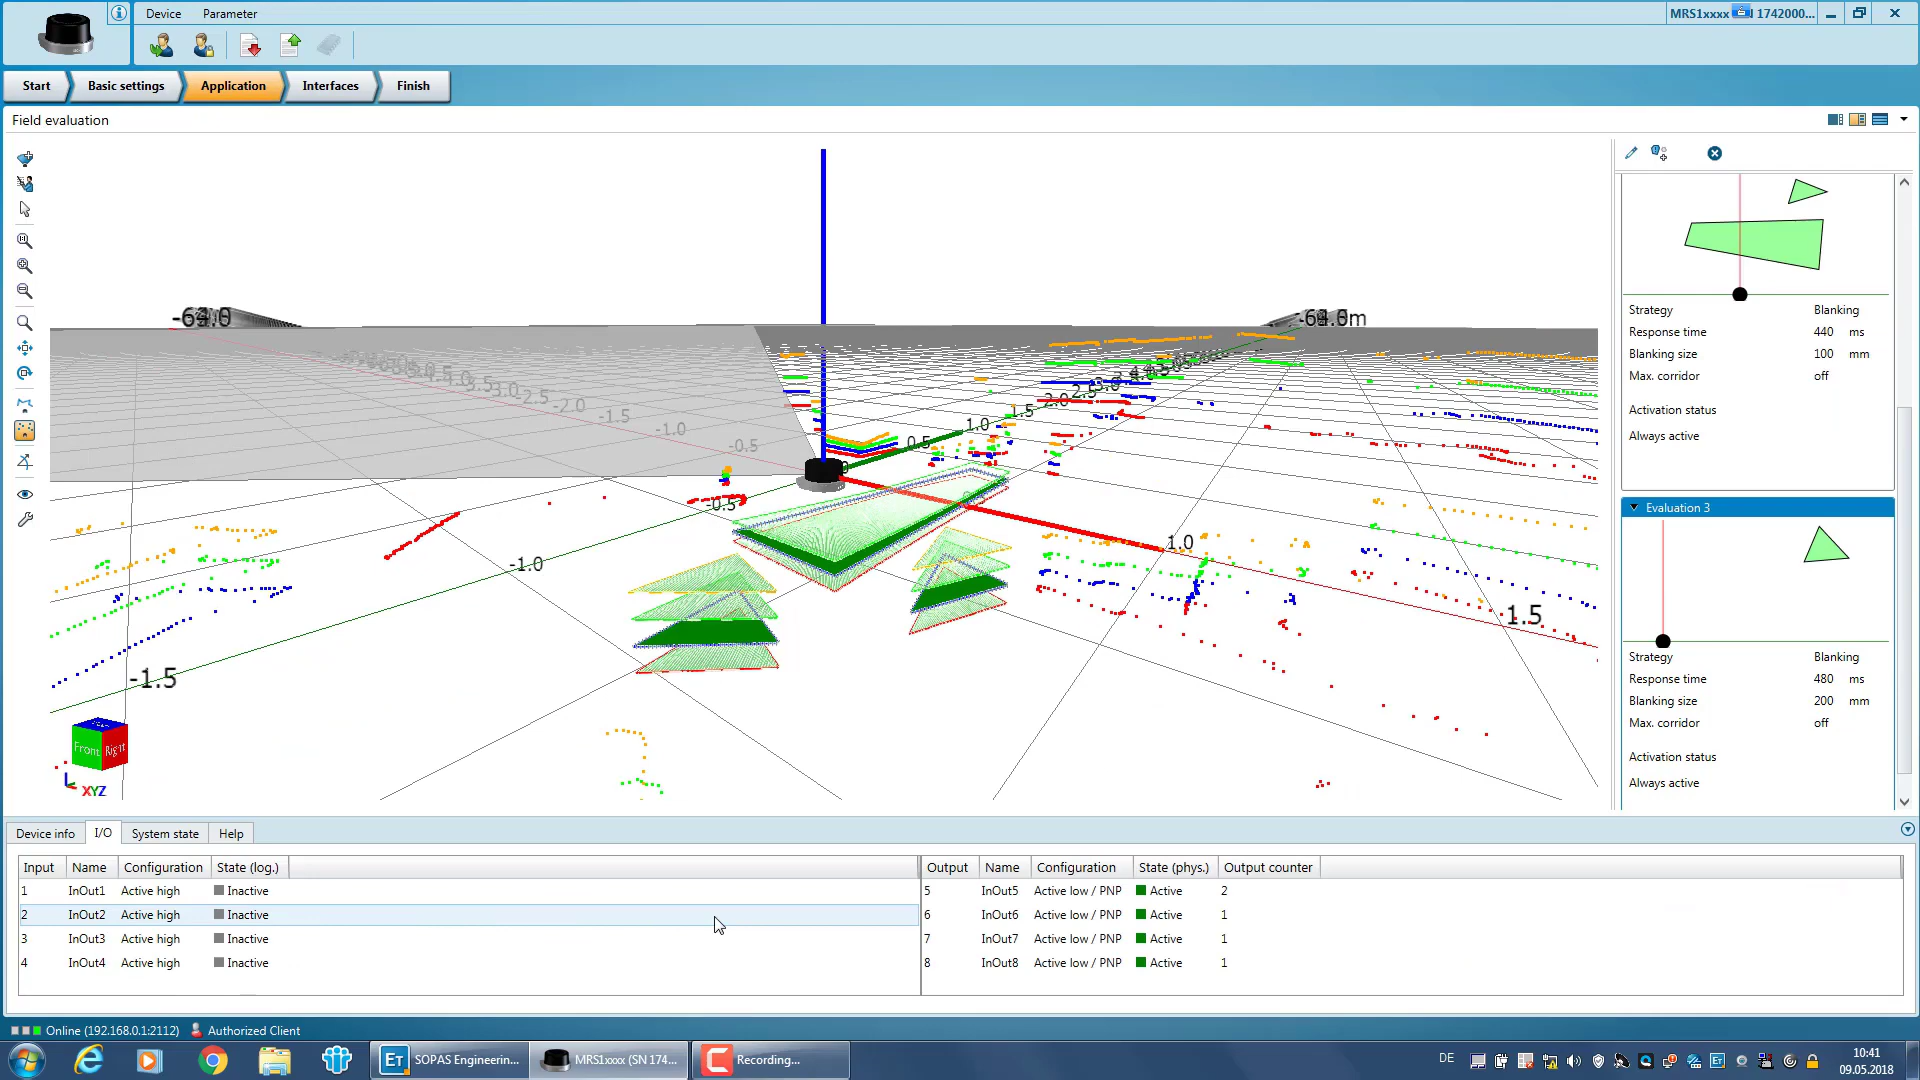 Device Parameter
MRS1xxxx 1742000...
Start Basic settings Application Interfaces Finish
Field evaluation
-0.5
-1.0
-1.5
-2.0
-2.5
-3.0
-0.5
-1.0
-1.5
0.5
1.0
1.5
1.0
1.5
Front Right
XYZ
Strategy Blanking
Response time 440 ms
Blanking size 100 mm
Max. corridor off
Activation status
Always active
Evaluation 3
Strategy Blanking
Response time 480 ms
Blanking size 200 mm
Max. corridor off
Activation status
Always active
Device info I/O System state Help
Input Name Configuration State (log.)
1 InOut1 Active high Inactive
2 InOut2 Active high Inactive
3 InOut3 Active high Inactive
4 InOut4 Active high Inactive
Output Name Configuration State (phys.) Output counter
5 InOut5 Active low / PNP Active 2
6 InOut6 Active low / PNP Active 1
7 InOut7 Active low / PNP Active 1
8 InOut8 Active low / PNP Active 1
Online (192.168.0.1:2112) Authorized Client
ET SOPAS Engineerin... MRS1xxxx (SN 174... Recording... DE 10:41
09.05.2018